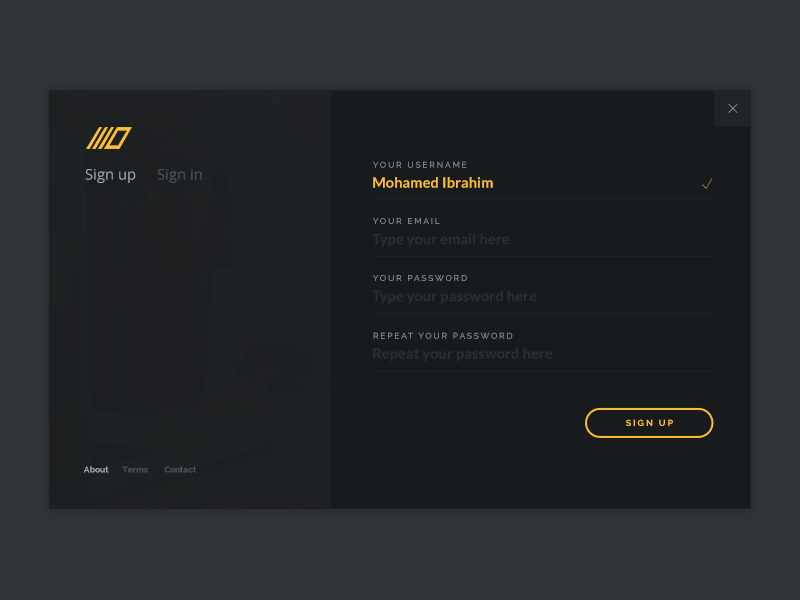 Sign up Sign in
YOUR USERNAME
Mohamed Ibrahim
YOUR EMAIL
Type your email here
YOUR PASSWORD
Type your password here
REPEAT YOUR PASSWORD
Repeat your password here
SIGN UP
About Terms Contact